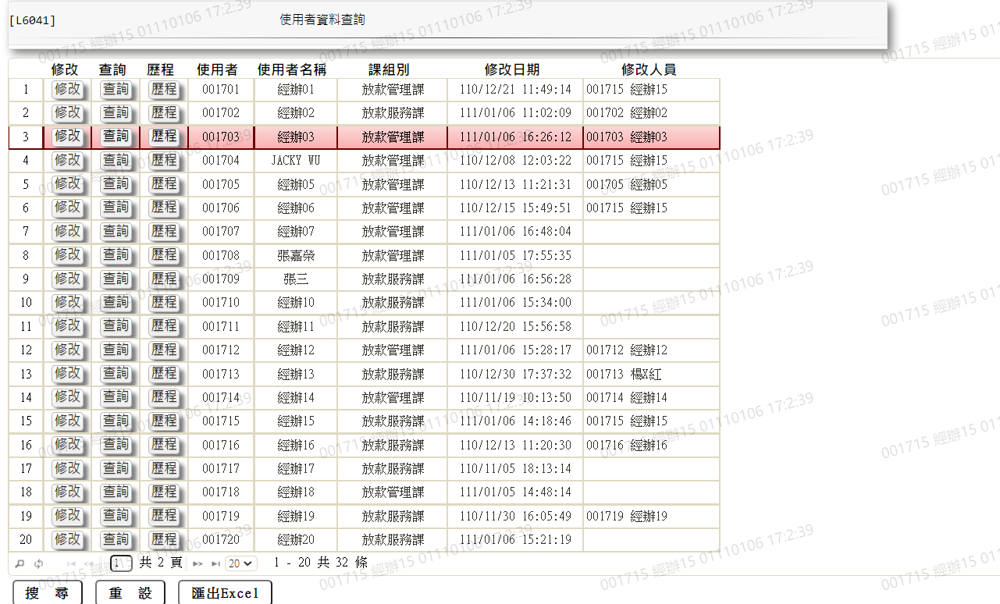 [L6041] 使用者資料查詢
修改 查詢 歷程 使用者 使用者名稱 課組別 修改日期 修改人員
1 修改 查詢 歷程 001701 經辦01 放款管理課 110/12/21 11:49:14 001715 經辦15
2 修改 查詢 歷程 001702 經辦02 放款服務課 111/01/06 11:02:09 001702 經辦02
3 修改 查詢 歷程 001703 經辦03 放款管理課 111/01/06 16:26:12 001703 經辦03
4 修改 查詢 歷程 001704 JACKY WU 放款管理課 110/12/08 12:03:22 001715 經辦15
5 修改 查詢 歷程 001705 經辦05 放款管理課 110/12/13 11:21:31 001705 經辦05
6 修改 查詢 歷程 001706 經辦06 放款管理課 110/12/15 15:49:51 001715 經辦15
7 修改 查詢 歷程 001707 經辦07 放款管理課 111/01/06 16:48:04
8 修改 查詢 歷程 001708 張嘉榮 放款管理課 111/01/05 17:55:35
9 修改 查詢 歷程 001709 張三 放款服務課 111/01/06 16:56:28
10 修改 查詢 歷程 001710 經辦10 放款服務課 111/01/06 15:34:00
11 修改 查詢 歷程 001711 經辦11 放款服務課 110/12/20 15:56:58
12 修改 查詢 歷程 001712 經辦12 放款管理課 111/01/06 15:28:17 001712 經辦12
13 修改 查詢 歷程 001713 經辦13 放款服務課 110/12/30 17:37:32 001713 楊X紅
14 修改 查詢 歷程 001714 經辦14 放款管理課 110/11/19 10:13:50 001714 經辦14
15 修改 查詢 歷程 001715 經辦15 放款管理課 111/01/06 14:18:46 001715 經辦15
16 修改 查詢 歷程 001716 經辦16 放款服務課 110/12/13 11:20:30 001716 經辦16
17 修改 查詢 歷程 001717 經辦17 放款服務課 110/11/05 18:13:14
18 修改 查詢 歷程 001718 經辦18 放款管理課 111/01/05 14:48:14
19 修改 查詢 歷程 001719 經辦19 放款服務課 110/11/30 16:05:49 001719 經辦19
20 修改 查詢 歷程 001720 經辦20 放款服務課 111/01/06 15:21:19
1 共 2 頁 20 1 - 20 共 32 條
搜 尋 重 設 匯出Excel
001715 經辦15 01110106 17:2:39